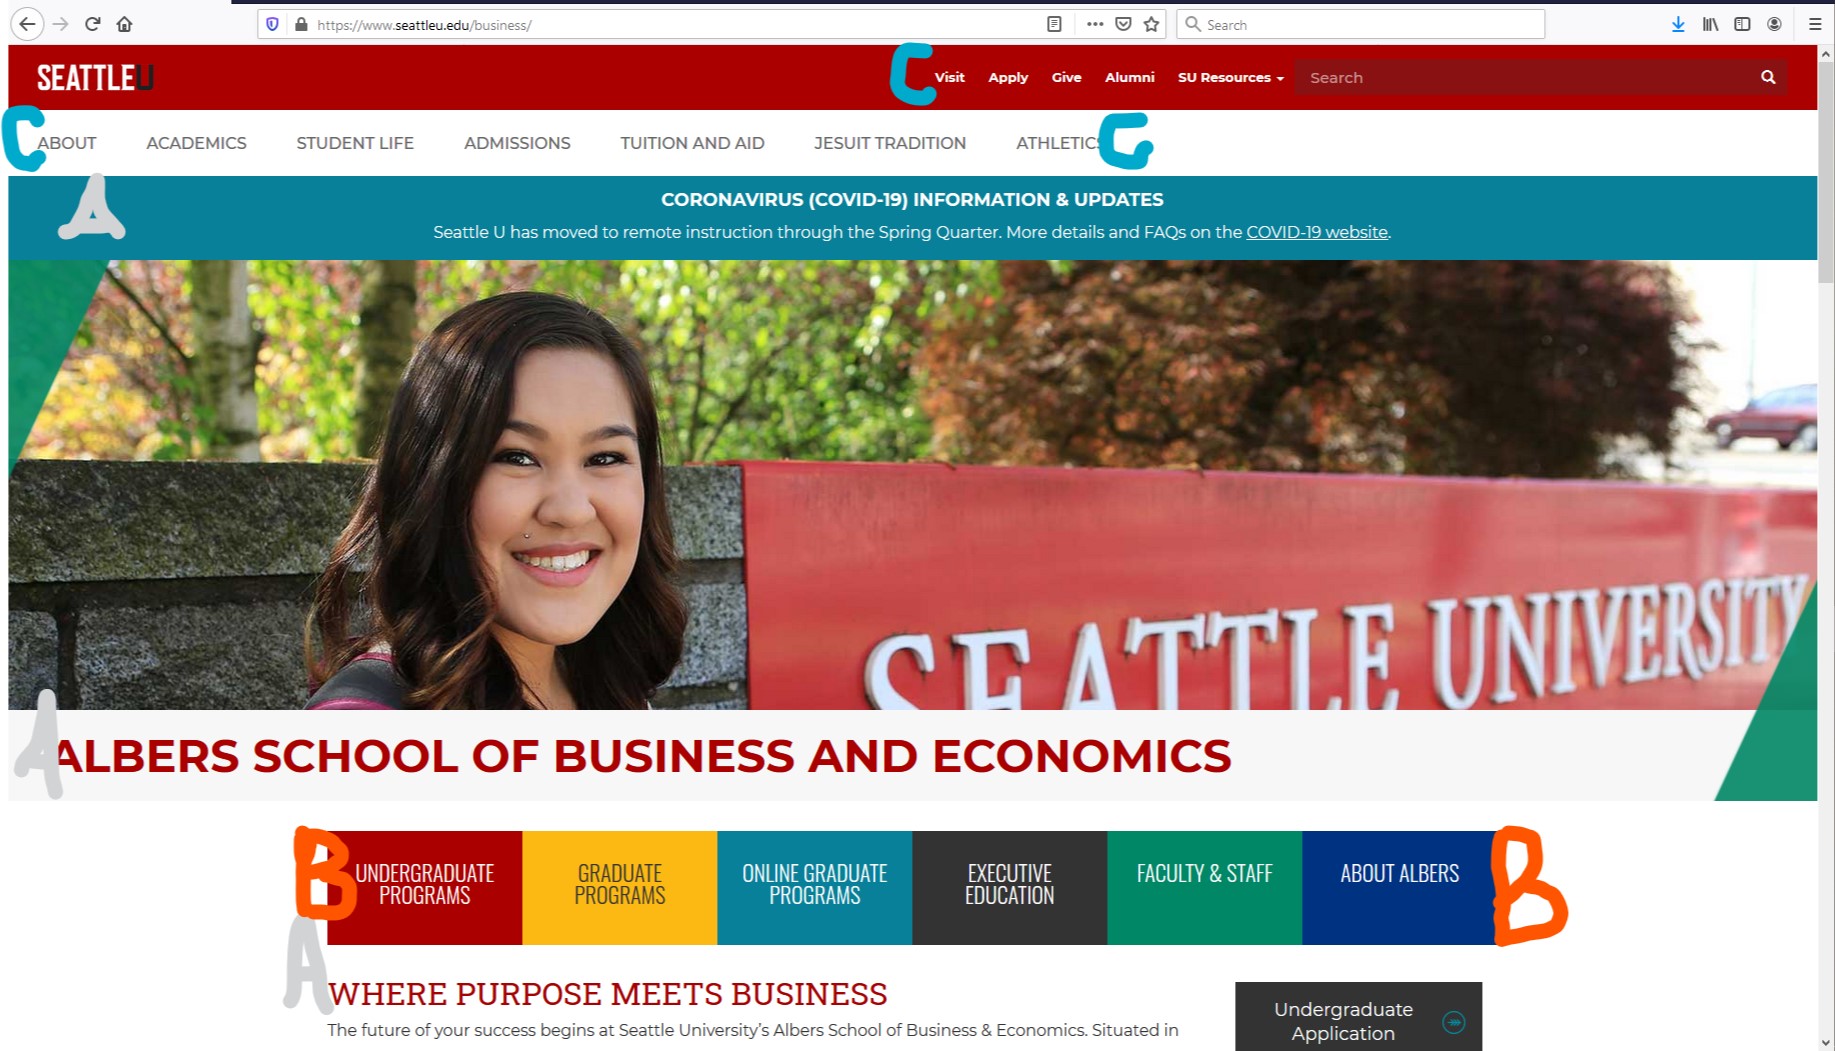 https://www.seattleu.edu/business/
Search
SEATTLEU
C Visit Apply Give Alumni SU Resources Search
C ABOUT ACADEMICS STUDENT LIFE ADMISSIONS TUITION AND AID JESUIT TRADITION ATHLETICS C
A
CORONAVIRUS (COVID-19) INFORMATION & UPDATES
Seattle U has moved to remote instruction through the Spring Quarter. More details and FAQs on the COVID-19 website.
SEATTLE UNIVERSITY
A ALBERS SCHOOL OF BUSINESS AND ECONOMICS
B
UNDERGRADUATE
PROGRAMS
GRADUATE
PROGRAMS
ONLINE GRADUATE
PROGRAMS
EXECUTIVE
EDUCATION
FACULTY & STAFF
ABOUT ALBERS
B
A
WHERE PURPOSE MEETS BUSINESS
The future of your success begins at Seattle University's Albers School of Business & Economics. Situated in
Undergraduate
Application